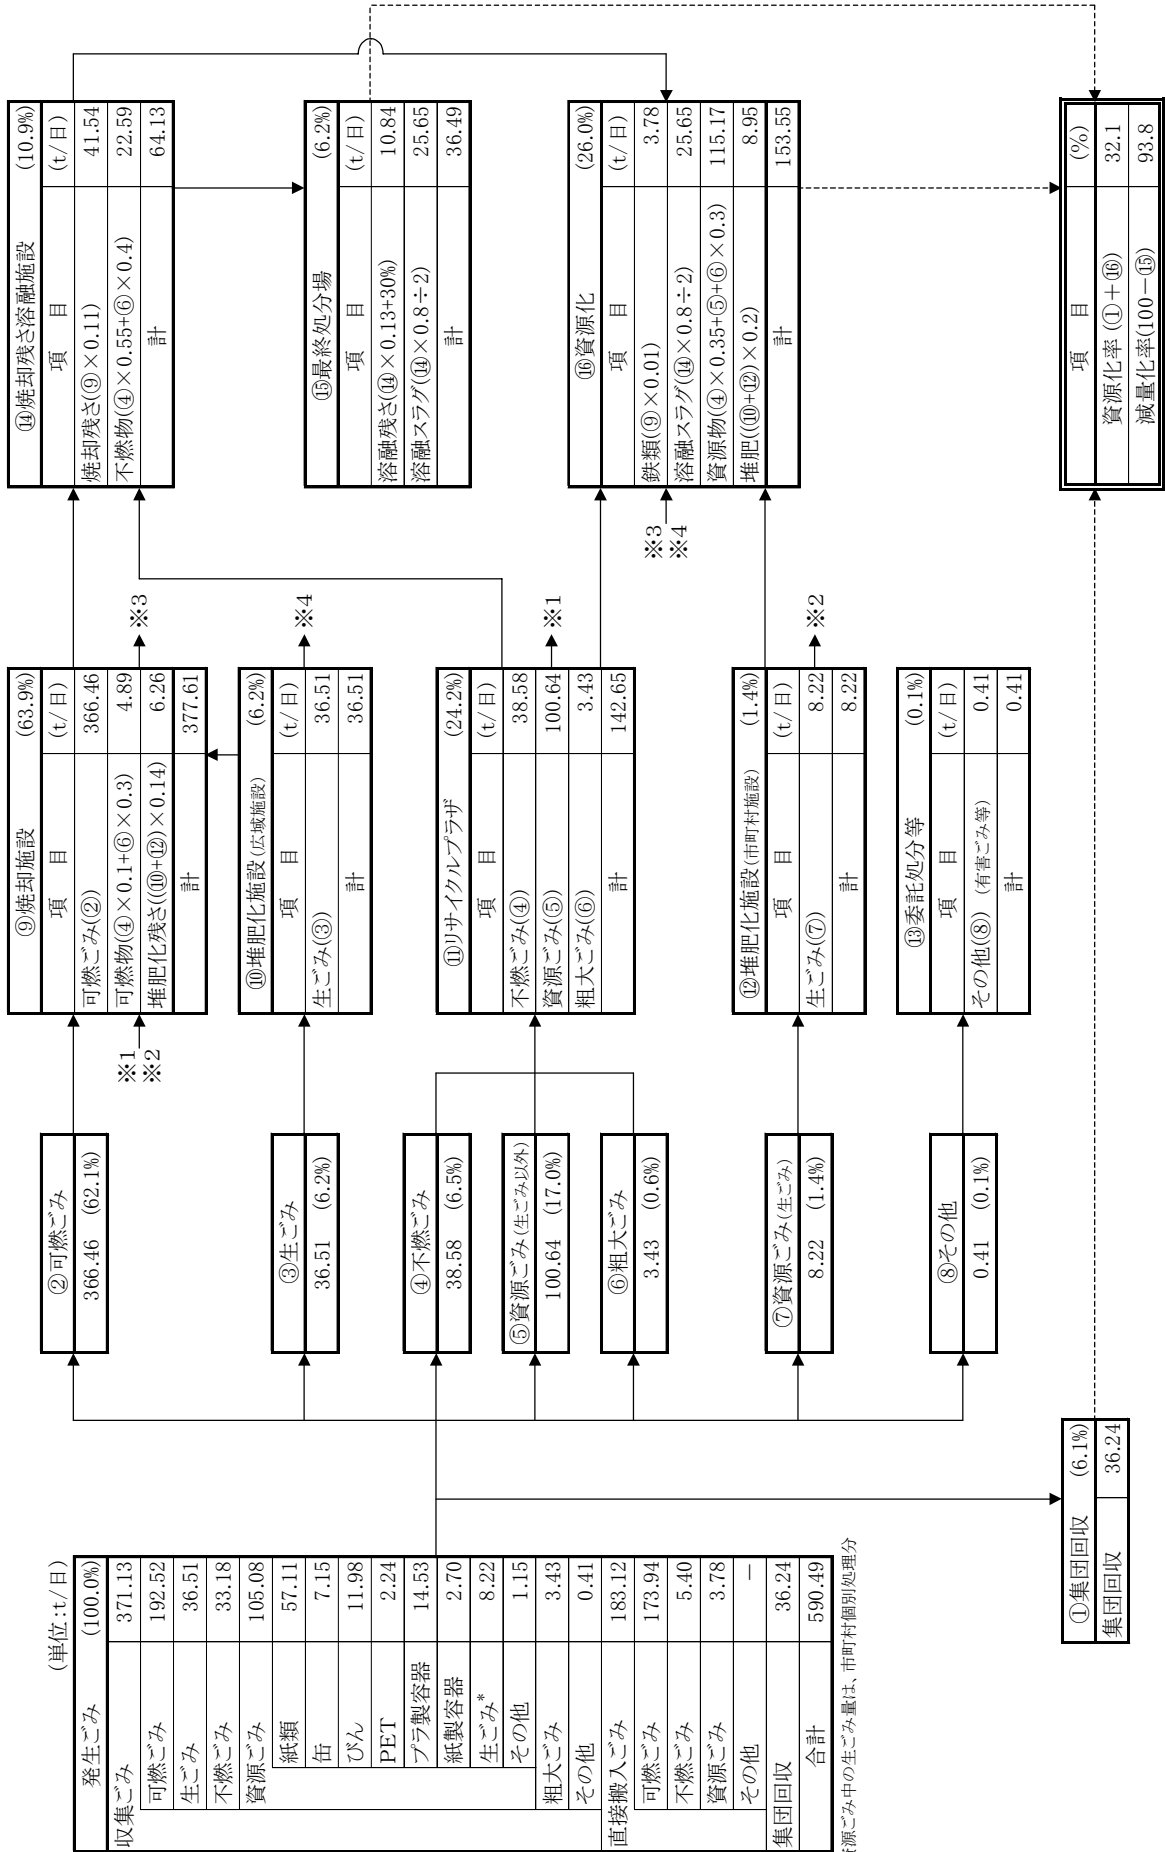 (単位:t/日)
発生ごみ (100.0%)
収集ごみ 371.13
可燃ごみ 192.52
生ごみ 36.51
不燃ごみ 33.18
資源ごみ 105.08
紙類 57.11
缶 7.15
びん 11.98
PET 2.24
プラ製容器 14.53
紙製容器 2.70
生ごみ* 8.22
その他 1.15
粗大ごみ 3.43
その他 0.41
直接搬入ごみ 183.12
可燃ごみ 173.94
不燃ごみ 5.40
資源ごみ 3.78
その他 －
集団回収 36.24
合計 590.49
源ごみ中の生ごみ量は、市町村個別処理分
①集団回収 (6.1%)
集団回収 36.24
②可燃ごみ
366.46 (62.1%)
③生ごみ
36.51 (6.2%)
④不燃ごみ
38.58 (6.5%)
⑤資源ごみ(生ごみ以外)
100.64 (17.0%)
⑥粗大ごみ
3.43 (0.6%)
⑦資源ごみ(生ごみ)
8.22 (1.4%)
⑧その他
0.41 (0.1%)
※1
※2
⑨焼却施設 (63.9%)
項 目 (t/日)
可燃ごみ(②) 366.46
可燃物(④×0.1+⑥×0.3) 4.89
堆肥化残さ((⑩+⑫)×0.14) 6.26
計 377.61
※3
⑩堆肥化施設(広域施設) (6.2%)
項 目 (t/日)
生ごみ(③) 36.51
計 36.51
※4
⑪リサイクルプラザ (24.2%)
項 目 (t/日)
不燃ごみ(④) 38.58
資源ごみ(⑤) 100.64
粗大ごみ(⑥) 3.43
計 142.65
※1
⑫堆肥化施設(市町村施設) (1.4%)
項 目 (t/日)
生ごみ(⑦) 8.22
計 8.22
※2
⑬委託処分等 (0.1%)
項 目 (t/日)
その他(⑧) (有害ごみ等) 0.41
計 0.41
⑭焼却残さ溶融施設 (10.9%)
項 目 (t/日)
焼却残さ(⑨×0.11) 41.54
不燃物(④×0.55+⑥×0.4) 22.59
計 64.13
⑮最終処分場 (6.2%)
項 目 (t/日)
溶融残さ(⑭×0.13+30%) 10.84
溶融スラグ(⑭×0.8÷2) 25.65
計 36.49
※3
※4
⑯資源化 (26.0%)
項 目 (t/日)
鉄類(⑨×0.01) 3.78
溶融スラグ(⑭×0.8÷2) 25.65
資源物(④×0.35+⑤+⑥×0.3) 115.17
堆肥((⑩+⑫)×0.2) 8.95
計 153.55
項 目 (%)
資源化率(①+⑯) 32.1
減量化率(100－⑮) 93.8